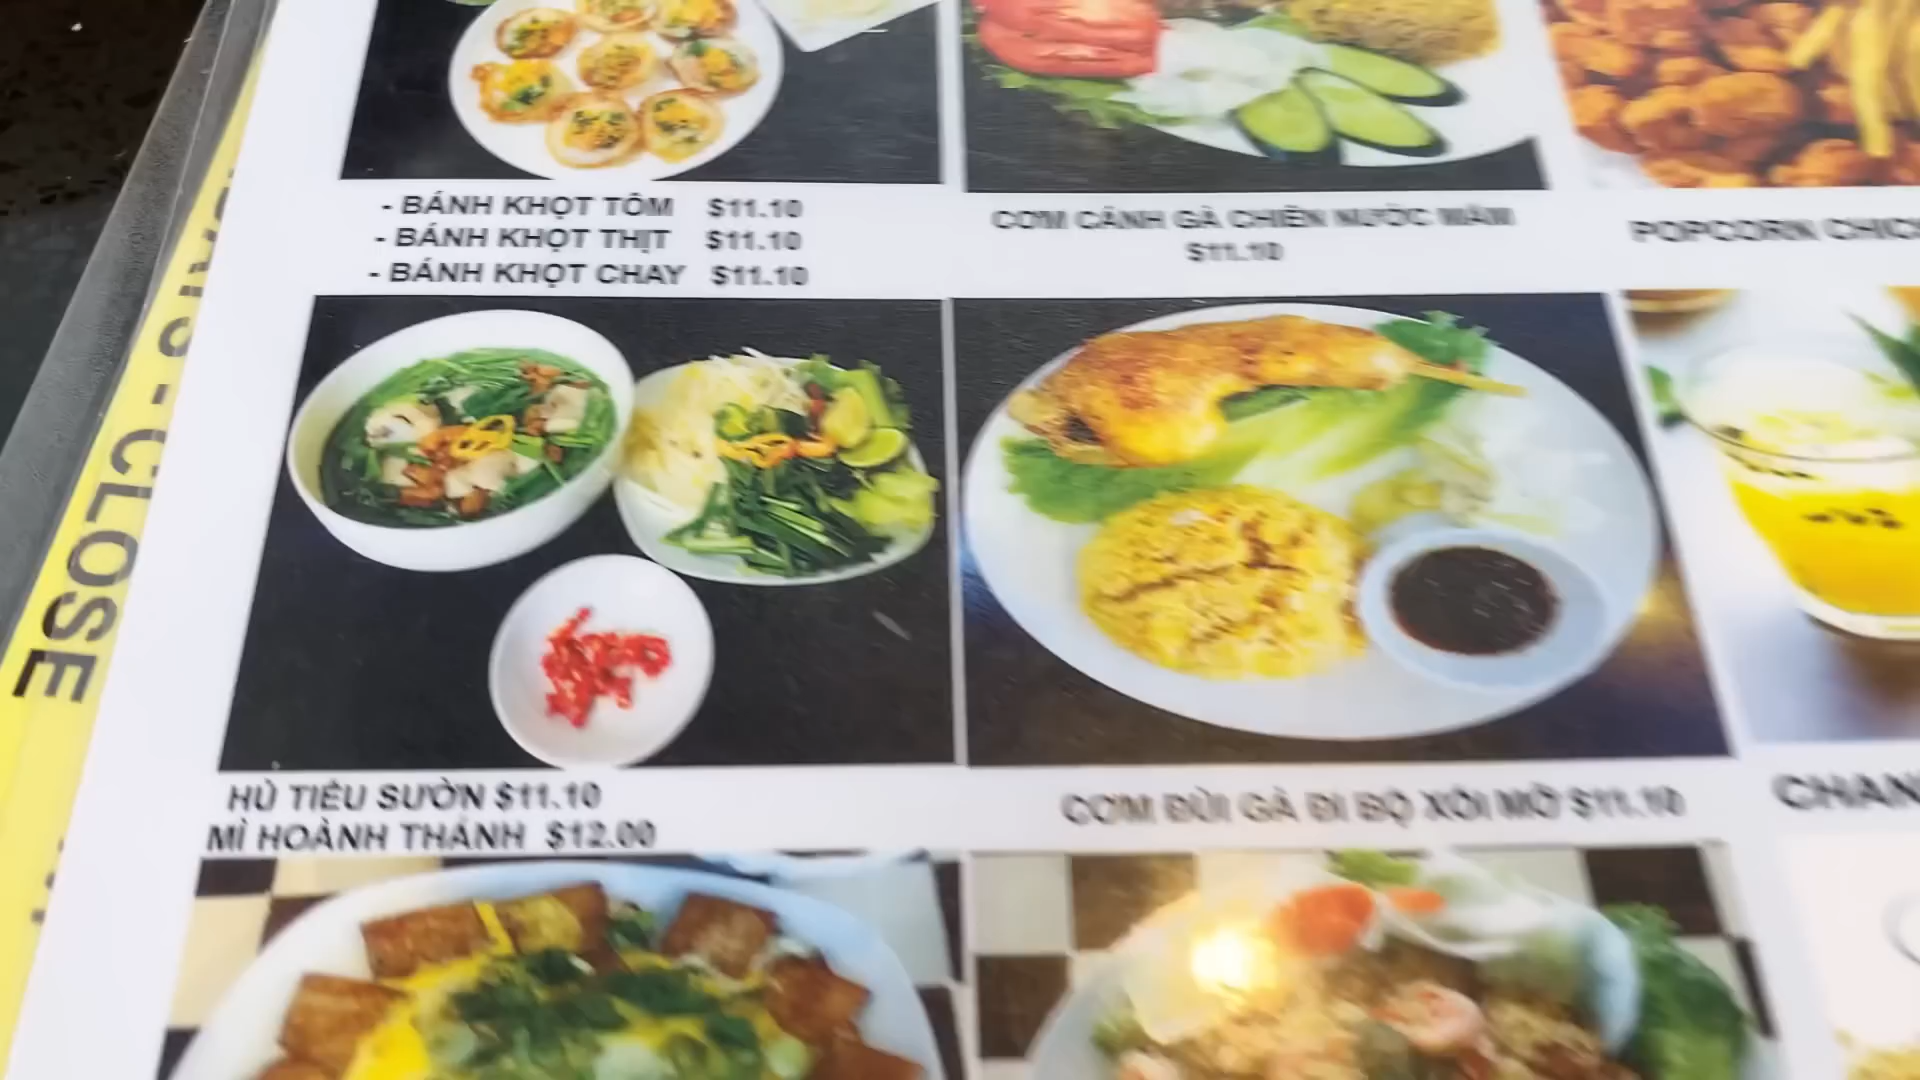 - BÁNH KHỌT TÔM $11.10
- BÁNH KHỌT THỊT $11.10
- BÁNH KHỌT CHAY $11.10
CƠM CÁNH GÀ CHIÊN NƯỚC MẮM
$11.10
POPCORN
HỦ TIẾU SƯỜN $11.10
MÌ HOÀNH THÁNH $12.00
CƠM ĐÙI GÀ ĐI BỘ XÔI MỠ $11.10
- CLOSE